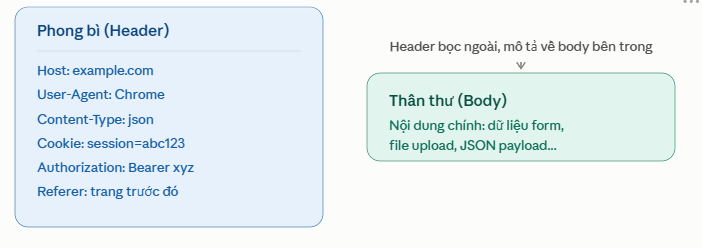 Phong bì (Header)
Host: example.com
User-Agent: Chrome
Content-Type: json
Cookie: session=abc123
Authorization: Bearer xyz
Referer: trang trước đó
Header bọc ngoài, mô tả về body bên trong
Thân thư (Body)
Nội dung chính: dữ liệu form,
file upload, JSON payload...